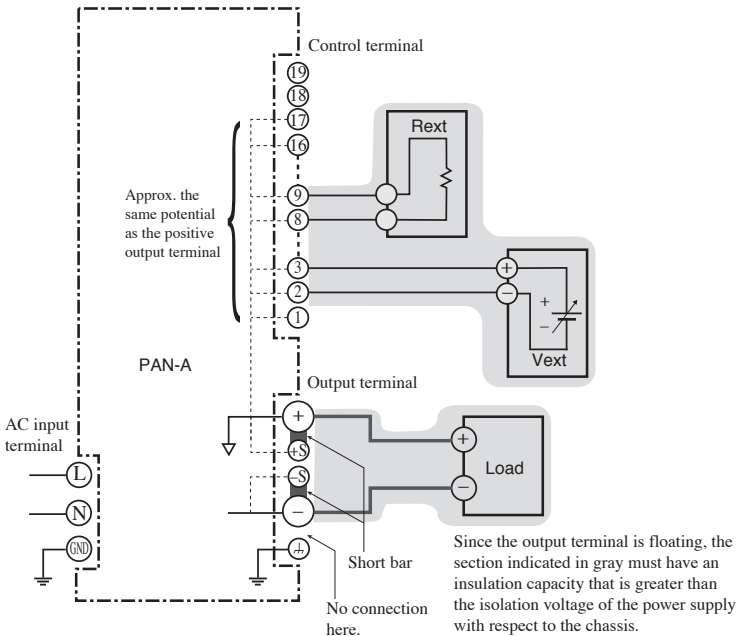 Control terminal
19
18
17
16
9
8
3
2
1
Rext
+
−
+
−
Vext
Approx. the
same potential
as the positive
output terminal
PAN-A
Output terminal
AC input
terminal
L
N
GND
+
+S
−S
−
+
−
Load
Short bar
No connection
here.
Since the output terminal is floating, the
section indicated in gray must have an
insulation capacity that is greater than
the isolation voltage of the power supply
with respect to the chassis.